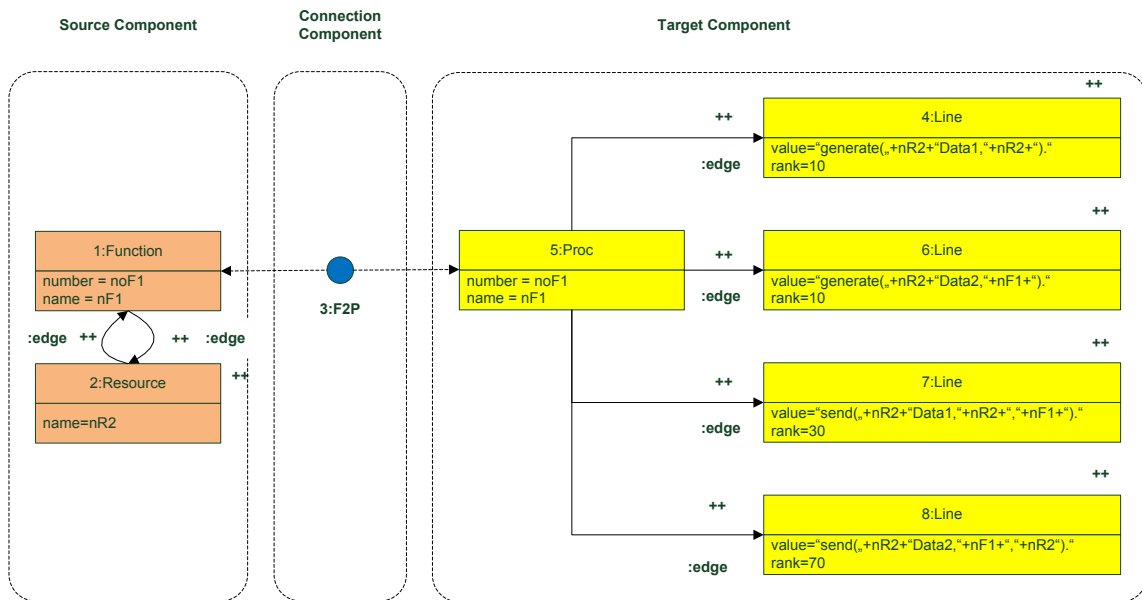 Source Component
Connection
Component
Target Component
++
++
4:Line
:edge
value=“generate(„+nR2+“Data1,“+nR2+“).“
rank=10
++
1:Function
number = noF1
name = nF1
3:F2P
5:Proc
number = noF1
name = nF1
++
:edge
6:Line
value=“generate(„+nR2+“Data2,“+nF1+“).“
rank=10
:edge
++
++
:edge
++
2:Resource
++
name=nR2
++
:edge
7:Line
value=“send(„+nR2+“Data1,“+nR2+“,“+nF1+“).“
rank=30
++
++
:edge
8:Line
value=“send(„+nR2+“Data2,“+nF1+“,“+nR2“).“
rank=70